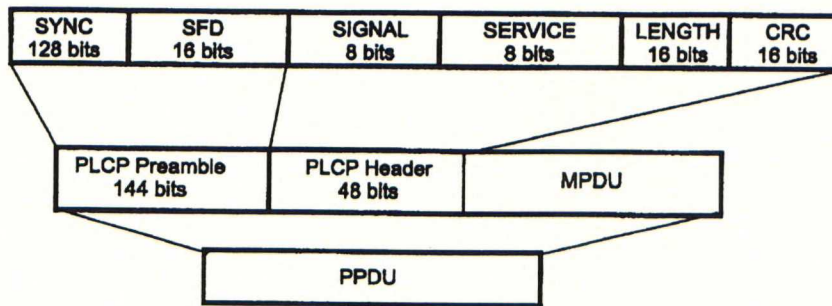 SYNC SFD SIGNAL SERVICE LENGTH CRC
128 bits 16 bits 8 bits 8 bits 16 bits 16 bits
PLCP Preamble PLCP Header MPDU
144 bits 48 bits
PPDU